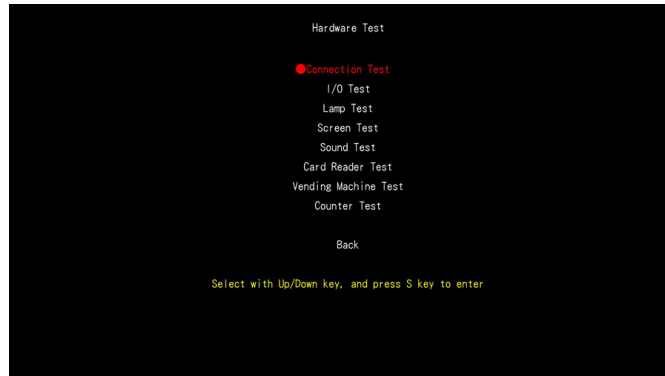 Hardware Test
●Connection Test
I/O Test
Lamp Test
Screen Test
Sound Test
Card Reader Test
Vending Machine Test
Counter Test
Back
Select with Up/Down key, and press S key to enter